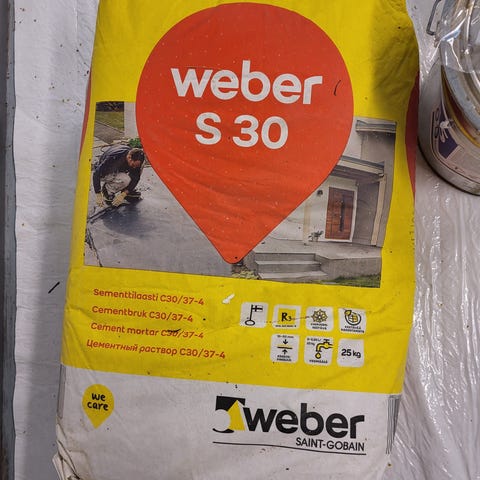 weber
S 30
Sementtilaasti C30/37-4
Cementbruk C30/37-4
Cement mortar C30/37-4
Цементный раствор C30/37-4
R3
25 kg
we
care
weber
SAINT-GOBAIN